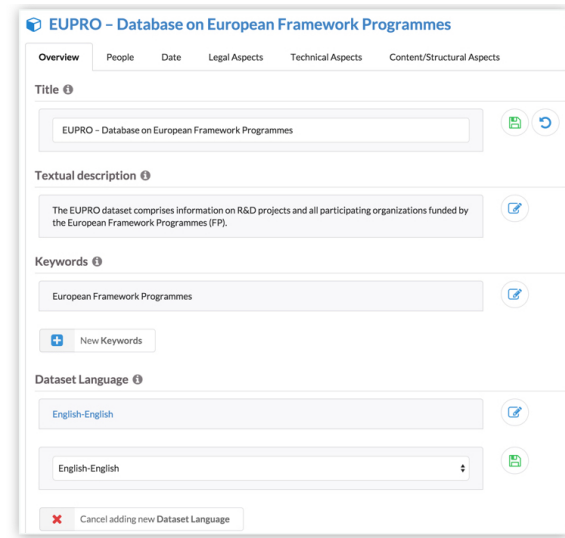 EUPRO – Database on European Framework Programmes
Overview People Date Legal Aspects Technical Aspects Content/Structural Aspects
Title
EUPRO – Database on European Framework Programmes
Textual description
The EUPRO dataset comprises information on R&D projects and all participating organizations funded by
the European Framework Programmes (FP).
Keywords
European Framework Programmes
New Keywords
Dataset Language
English-English
English-English
Cancel adding new Dataset Language